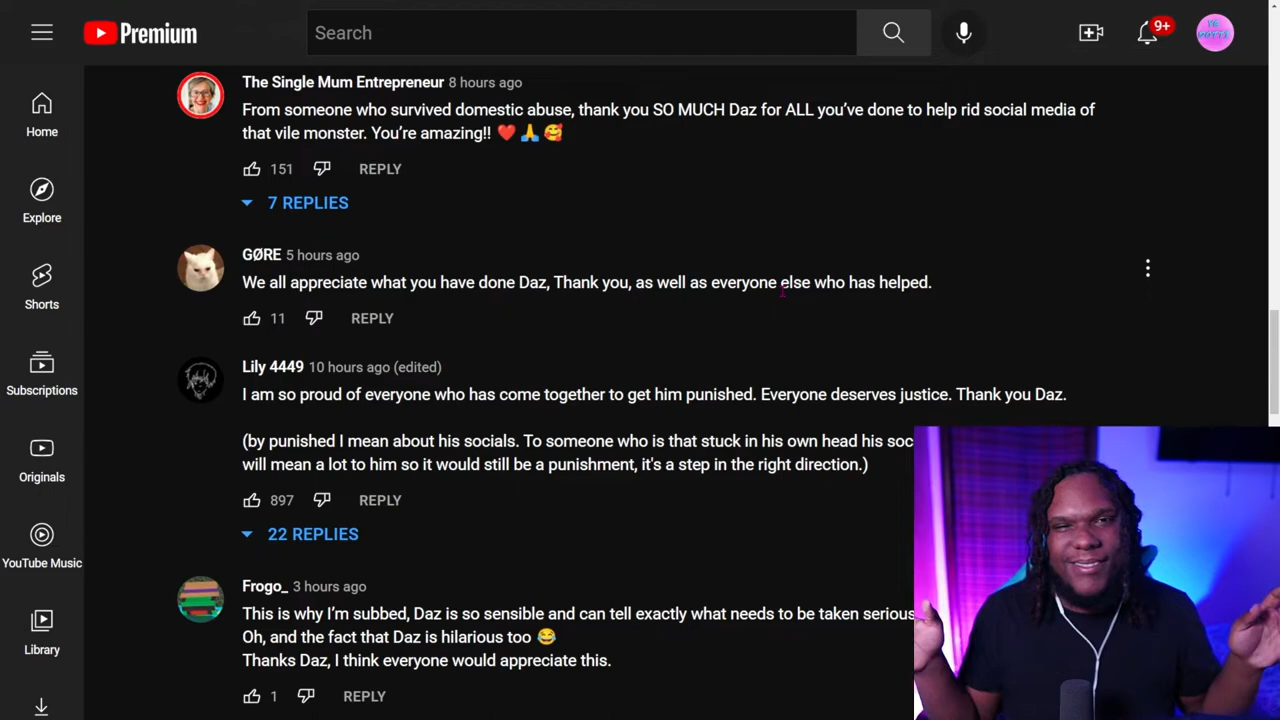 Premium
Search
9+
Home
Explore
Shorts
Subscriptions
Originals
YouTube Music
Library
The Single Mum Entrepreneur 8 hours ago
From someone who survived domestic abuse, thank you SO MUCH Daz for ALL you’ve done to help rid social media of
that vile monster. You’re amazing!! ❤️ 🙏 🥰
151 REPLY
7 REPLIES
GØRE 5 hours ago
We all appreciate what you have done Daz, Thank you, as well as everyone else who has helped.
11 REPLY
Lily 4449 10 hours ago (edited)
I am so proud of everyone who has come together to get him punished. Everyone deserves justice. Thank you Daz.
(by punished I mean about his socials. To someone who is that stuck in his own head his soc
will mean a lot to him so it would still be a punishment, it's a step in the right direction.)
897 REPLY
22 REPLIES
Frogo_ 3 hours ago
This is why I’m subbed, Daz is so sensible and can tell exactly what needs to be taken serious
Oh, and the fact that Daz is hilarious too 😂
Thanks Daz, I think everyone would appreciate this.
1 REPLY